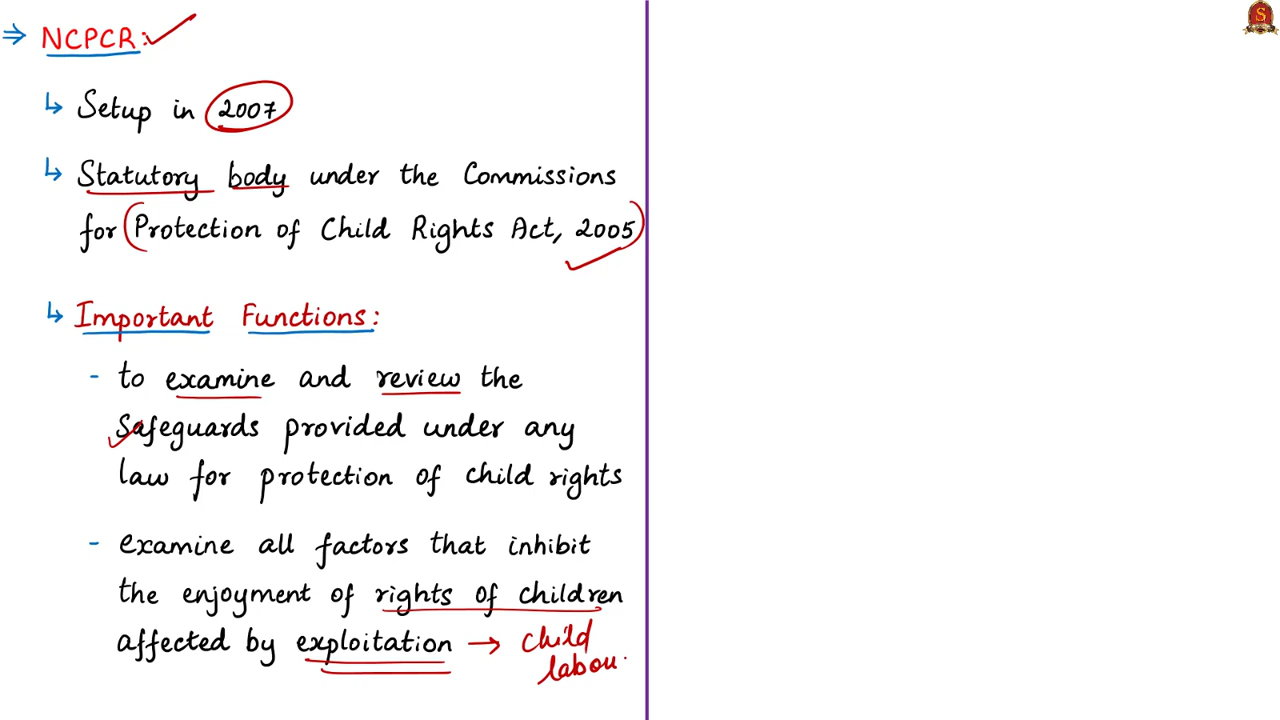 ⇒ NCPCR:
↳ Setup in 2007
↳ Statutory body under the Commissions
for (Protection of Child Rights Act, 2005)
↳ Important Functions:
- to examine and review the
safeguards provided under any
law for protection of child rights
- examine all factors that inhibit
the enjoyment of rights of children
affected by exploitation → child
labou
S